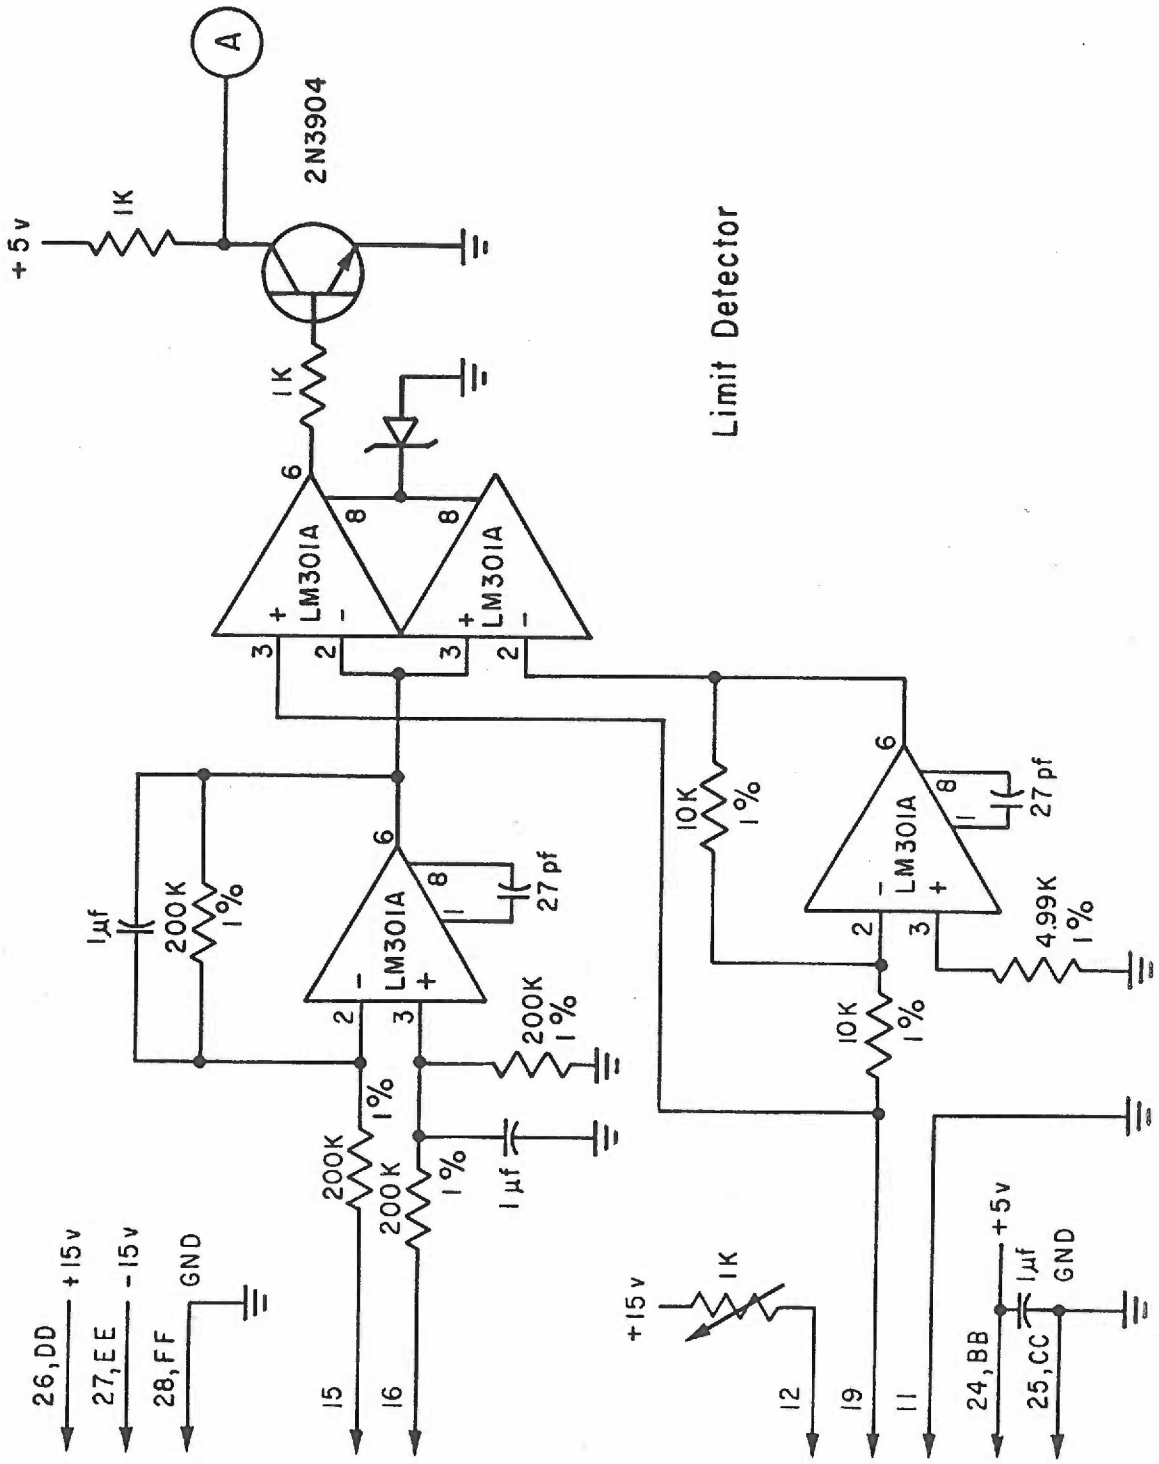 +5v
1K
A
2N3904
1K
6
8
LM301A
+
-
3
2
8
LM301A
+
-
3
2
Limit Detector
1µf
200K
1%
6
8
1
27pf
LM301A
-
+
2
3
200K
1%
200K
1%
200K
1%
1µf
10K
1%
6
8
1
27pf
LM301A
-
+
2
3
4.99K
1%
10K
1%
26,DD +15v
27,EE -15v
28,FF GND
15
16
+15v
1K
12
19
11
24,BB +5v
1µf
25,CC GND